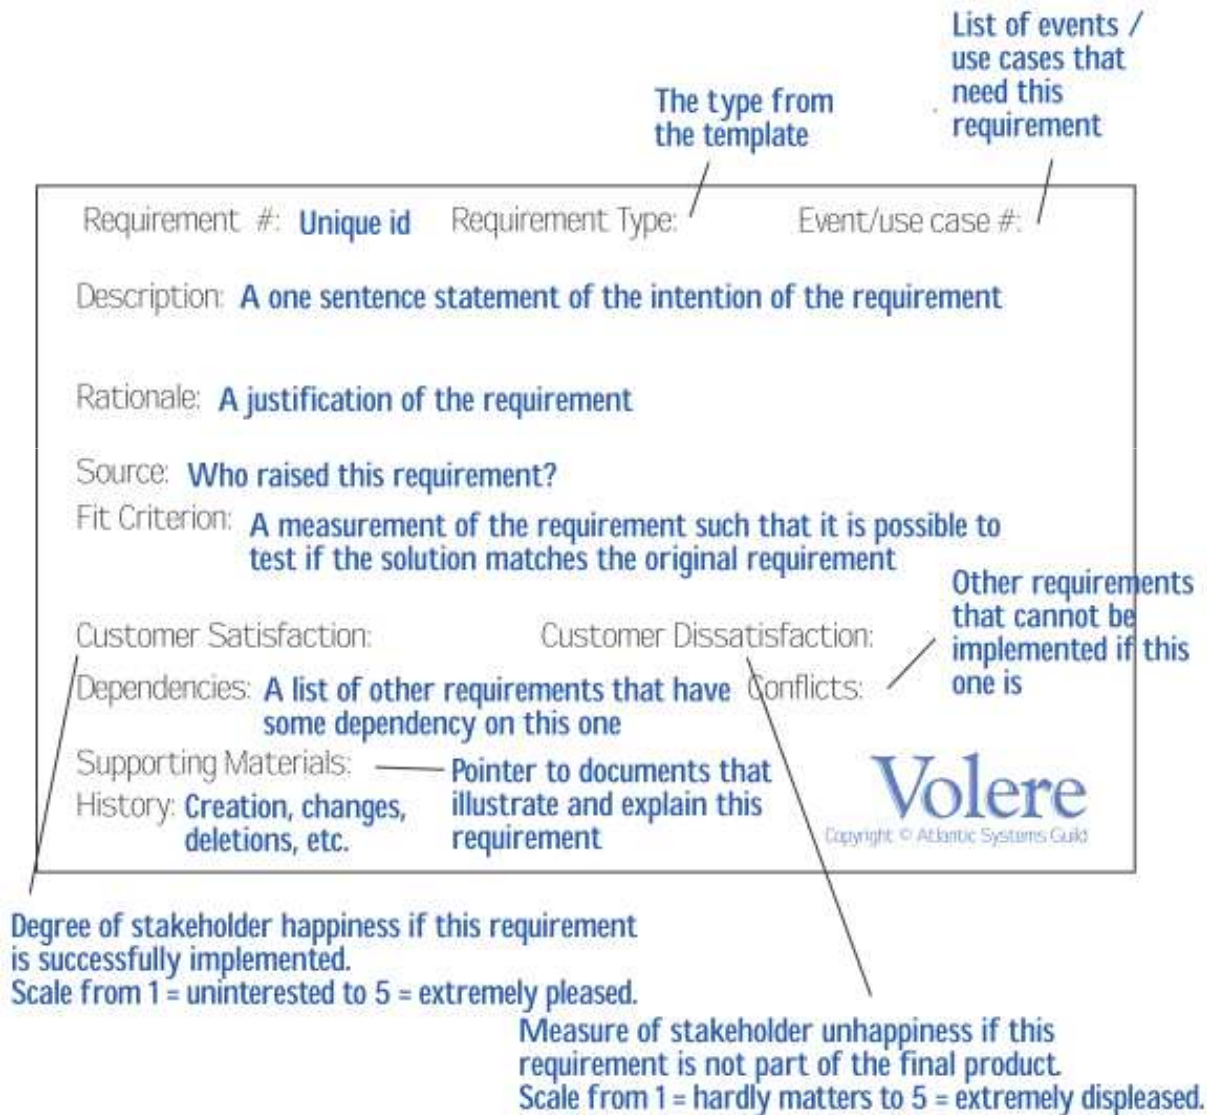 List of events /
use cases that
need this
requirement
The type from
the template
Requirement #: Unique id Requirement Type: Event/use case #:
Description: A one sentence statement of the intention of the requirement
Rationale: A justification of the requirement
Source: Who raised this requirement?
Fit Criterion: A measurement of the requirement such that it is possible to
test if the solution matches the original requirement
Other requirements
that cannot be
implemented if this
one is
Customer Satisfaction: Customer Dissatisfaction:
Dependencies: A list of other requirements that have
some dependency on this one
Conflicts:
Supporting Materials: Pointer to documents that
illustrate and explain this
requirement
History: Creation, changes,
deletions, etc.
Volere
Copyright © Atlantic Systems Guild
Degree of stakeholder happiness if this requirement
is successfully implemented.
Scale from 1 = uninterested to 5 = extremely pleased.
Measure of stakeholder unhappiness if this
requirement is not part of the final product.
Scale from 1 = hardly matters to 5 = extremely displeased.